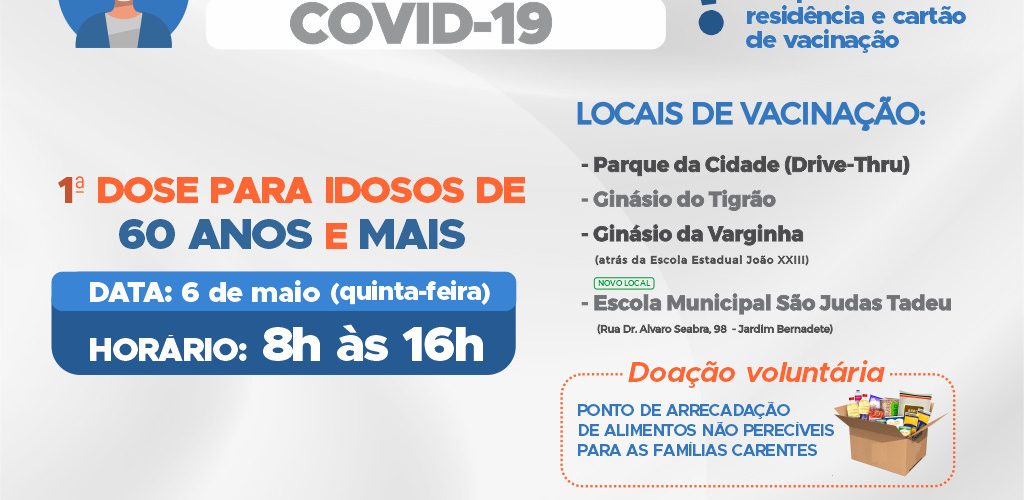 COVID-19
residência e cartão
de vacinação
1ª DOSE PARA IDOSOS DE
60 ANOS E MAIS
DATA: 6 de maio (quinta-feira)
HORÁRIO: 8h às 16h
LOCAIS DE VACINAÇÃO:
- Parque da Cidade (Drive-Thru)
- Ginásio do Tigrão
- Ginásio da Varginha
(atrás da Escola Estadual João XXIII)
NOVO LOCAL
- Escola Municipal São Judas Tadeu
(Rua Dr. Alvaro Seabra, 98 - Jardim Bernadete)
Doação voluntária
PONTO DE ARRECADAÇÃO
DE ALIMENTOS NÃO PERECÍVEIS
PARA AS FAMÍLIAS CARENTES